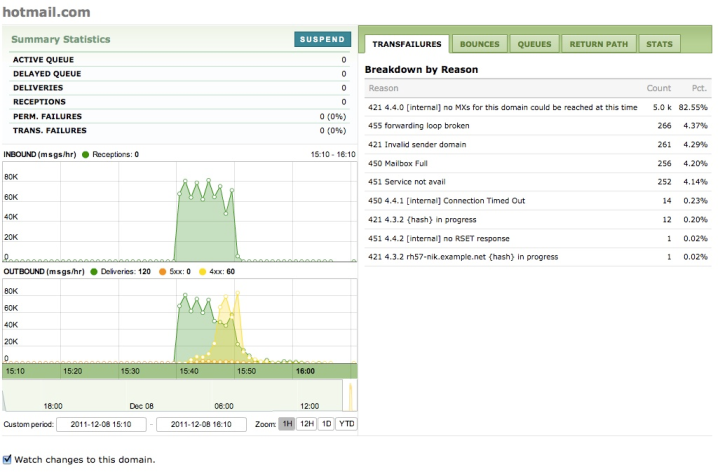 hotmail.com
Summary Statistics SUSPEND
ACTIVE QUEUE 0
DELAYED QUEUE 0
DELIVERIES 0
RECEPTIONS 0
PERM. FAILURES 0 (0%)
TRANS. FAILURES 0 (0%)
INBOUND (msgs/hr) Receptions: 0 15:10 - 16:10
80K
60K
40K
20K
0
OUTBOUND (msgs/hr) Deliveries: 120 5xx: 0 4xx: 60
80K
60K
40K
20K
0
15:10 15:20 15:30 15:40 15:50 16:00
18:00 Dec 08 06:00 12:00
Custom period: 2011-12-08 15:10 - 2011-12-08 16:10 Zoom: 1H 12H 1D YTD
Watch changes to this domain.
TRANSFAILURES BOUNCES QUEUES RETURN PATH STATS
Breakdown by Reason
Reason Count Pct.
421 4.4.0 [internal] no MXs for this domain could be reached at this time 5.0 k 82.55%
455 forwarding loop broken 266 4.37%
421 Invalid sender domain 261 4.29%
450 Mailbox Full 256 4.20%
451 Service not avail 252 4.14%
450 4.4.1 [internal] Connection Timed Out 14 0.23%
421 4.3.2 {hash} in progress 12 0.20%
451 4.4.2 [internal] no RSET response 1 0.02%
421 4.3.2 rh57-nik.example.net {hash} in progress 1 0.02%